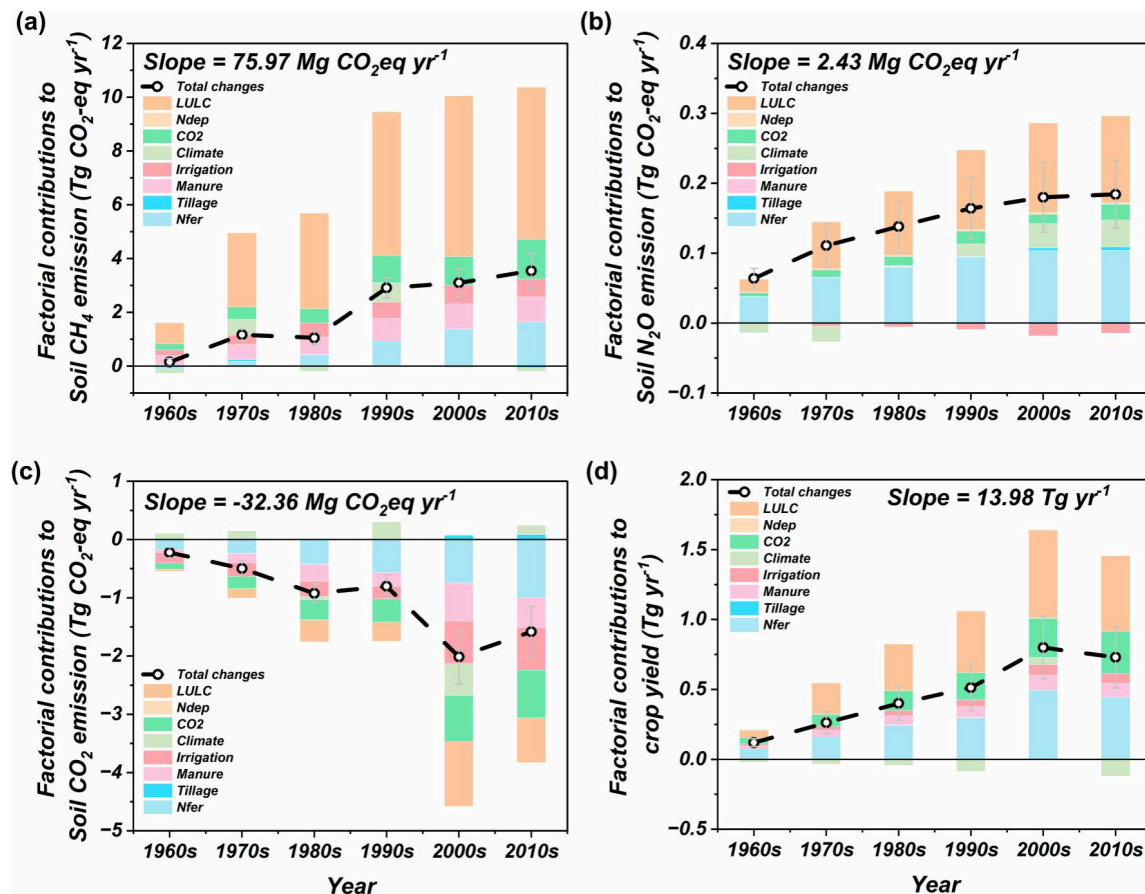 (a)
Factorial contributions to
Soil CH₄ emission (Tg CO₂-eq yr⁻¹)
12
10
8
6
4
2
0
Slope = 75.97 Mg CO₂eq yr⁻¹
Total changes
LULC
Ndep
CO2
Climate
Irrigation
Manure
Tillage
Nfer
1960s 1970s 1980s 1990s 2000s 2010s
(b)
Factorial contributions to
Soil N₂O emission (Tg CO₂-eq yr⁻¹)
0.4
0.3
0.2
0.1
0.0
−0.1
Slope = 2.43 Mg CO₂eq yr⁻¹
Total changes
LULC
Ndep
CO2
Climate
Irrigation
Manure
Tillage
Nfer
1960s 1970s 1980s 1990s 2000s 2010s
(c)
Factorial contributions to
Soil CO₂ emission (Tg CO₂-eq yr⁻¹)
1
0
−1
−2
−3
−4
−5
Slope = -32.36 Mg CO₂eq yr⁻¹
Total changes
LULC
Ndep
CO2
Climate
Irrigation
Manure
Tillage
Nfer
1960s 1970s 1980s 1990s 2000s 2010s
Year
(d)
Factorial contributions to
crop yield (Tg yr⁻¹)
2.0
1.5
1.0
0.5
0.0
−0.5
Slope = 13.98 Tg yr⁻¹
Total changes
LULC
Ndep
CO2
Climate
Irrigation
Manure
Tillage
Nfer
1960s 1970s 1980s 1990s 2000s 2010s
Year